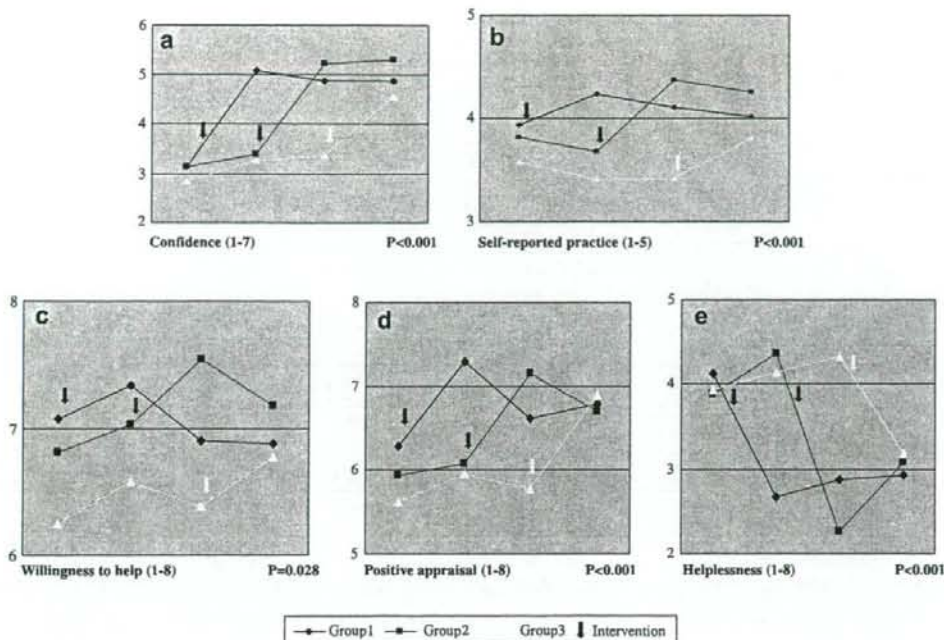 a
6
5
4
3
2
Confidence (1-7) P<0.001
b
5
4
3
Self-reported practice (1-5) P<0.001
c
8
7
6
Willingness to help (1-8) P=0.028
d
8
7
6
5
Positive appraisal (1-8) P<0.001
e
5
4
3
2
Helplessness (1-8) P<0.001
Group1 Group2 Group3 Intervention